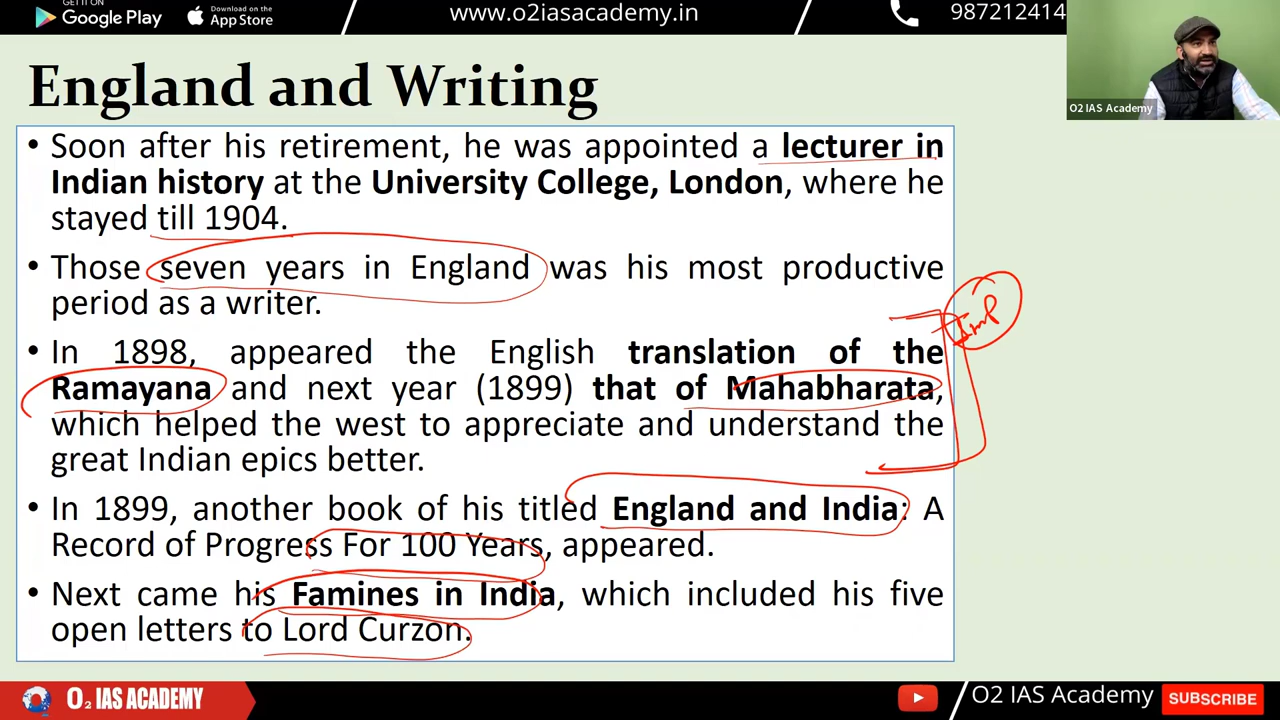 GET IT ON
Google Play
Download on the
App Store
www.o2iasacademy.in
987212414
O2 IAS Academy
England and Writing
• Soon after his retirement, he was appointed a lecturer in
Indian history at the University College, London, where he
stayed till 1904.
• Those seven years in England was his most productive
period as a writer.
Imp
• In 1898, appeared the English translation of the
Ramayana and next year (1899) that of Mahabharata,
which helped the west to appreciate and understand the
great Indian epics better.
• In 1899, another book of his titled England and India: A
Record of Progress For 100 Years, appeared.
• Next came his Famines in India, which included his five
open letters to Lord Curzon.
O2 IAS ACADEMY
O2 IAS Academy
SUBSCRIBE